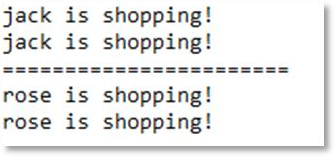 jack is shopping!
jack is shopping!
=======================
rose is shopping!
rose is shopping!